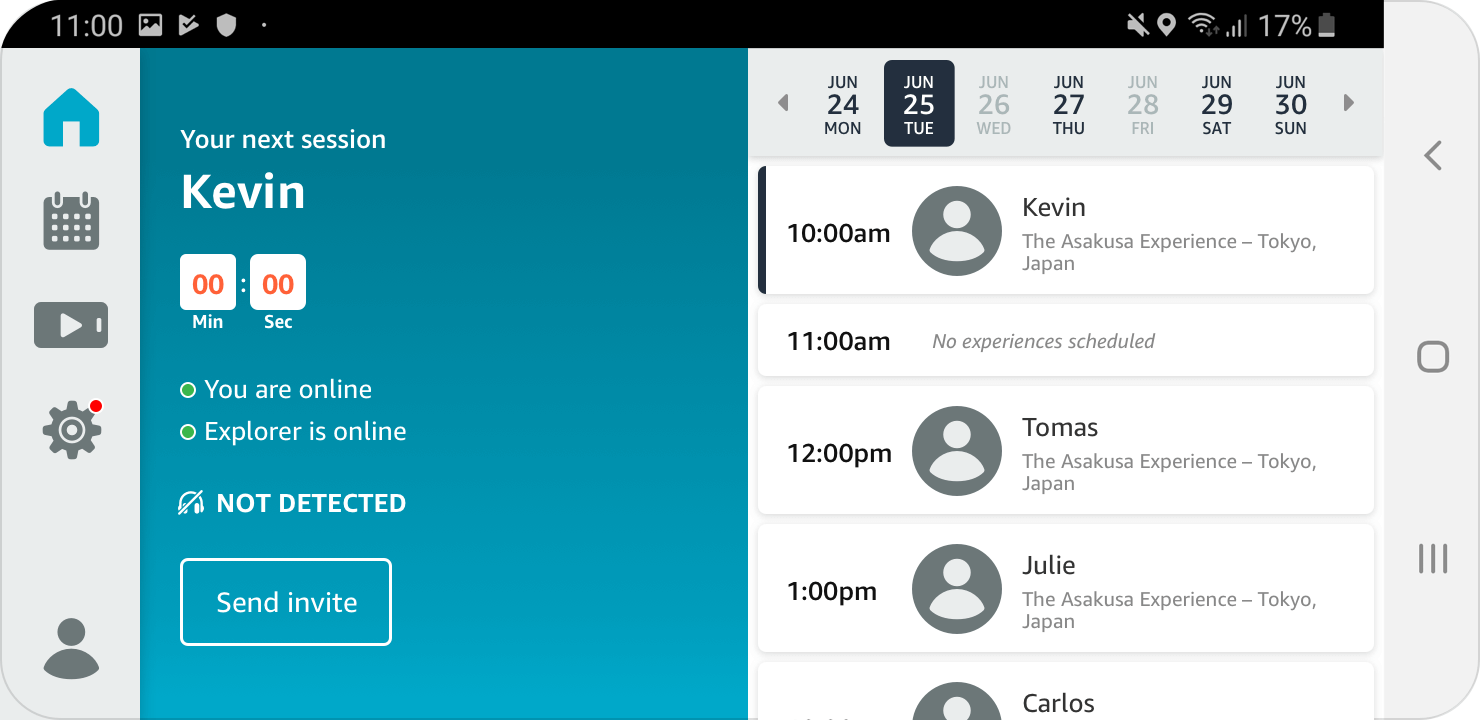 11:00
17%
Your next session
Kevin
00 : 00
Min Sec
You are online
Explorer is online
NOT DETECTED
Send invite
JUN JUN JUN JUN JUN JUN JUN
24 25 26 27 28 29 30
MON TUE WED THU FRI SAT SUN
10:00am
Kevin
The Asakusa Experience – Tokyo,
Japan
11:00am
No experiences scheduled
12:00pm
Tomas
The Asakusa Experience – Tokyo,
Japan
1:00pm
Julie
The Asakusa Experience – Tokyo,
Japan
Carlos